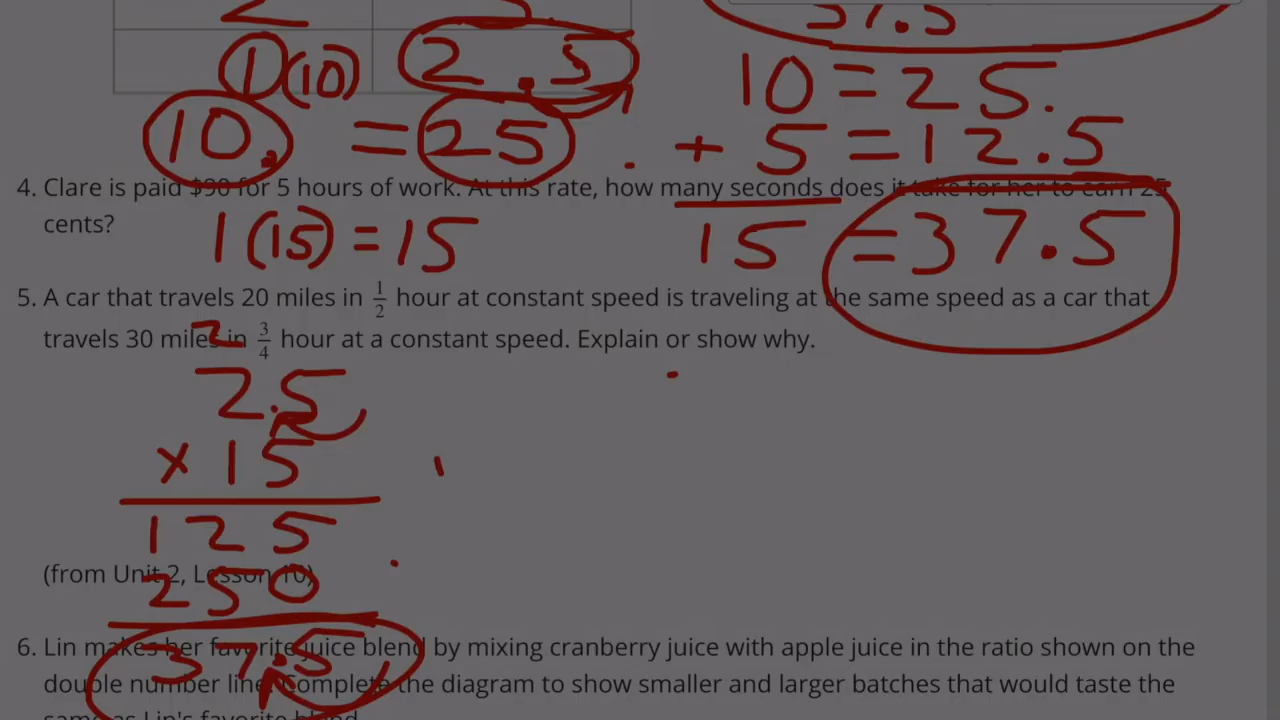 37.5
2 5
1(10) 2.5 10=25.
10. = 25 + 5=12.5
4. Clare is paid $90 for 5 hours of work. At this rate, how many seconds does it take for her to earn 25
cents?
1(15)=15 15 =37.5
5. A car that travels 20 miles in 1/2 hour at constant speed is traveling at the same speed as a car that
travels 30 miles in 3/4 hour at a constant speed. Explain or show why.
2
2.5
x 15
125
(from Unit 2, Lesson 10)
250
6. Lin makes her favorite juice blend by mixing cranberry juice with apple juice in the ratio shown on the
37.5
double number line. Complete the diagram to show smaller and larger batches that would taste the
same as Lin's favorite blend.